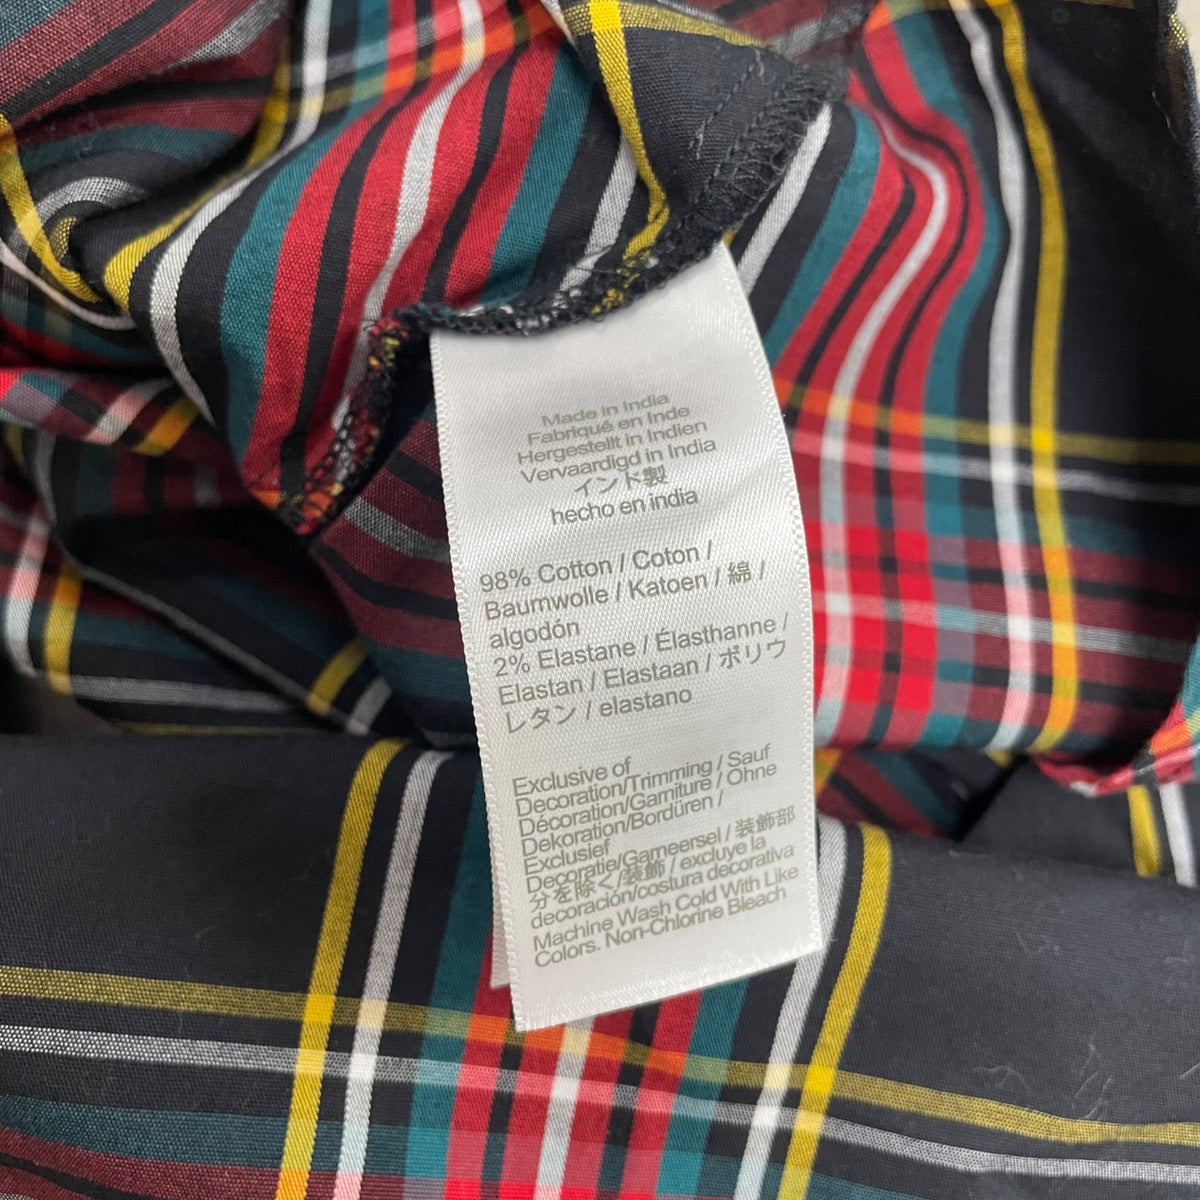 Made in India
Fabriqué en Inde
Hergestellt in Indien
Vervaardigd in India
インド製
hecho en india
98% Cotton / Coton /
Baumwolle / Katoen / 綿 /
algodón
2% Elastane / Élasthanne /
Elastan / Elastaan / ポリウ
レタン / elastano
Exclusive of
Decoration/Trimming / Sauf
Décoration/Garniture / Ohne
Dekoration/Bordüren /
Exclusief
Decoratie/Garneersel / 装飾部
分を除く/装飾 / excluye la
decoración/costura decorativa
Machine Wash Cold With Like
Colors. Non-Chlorine Bleach